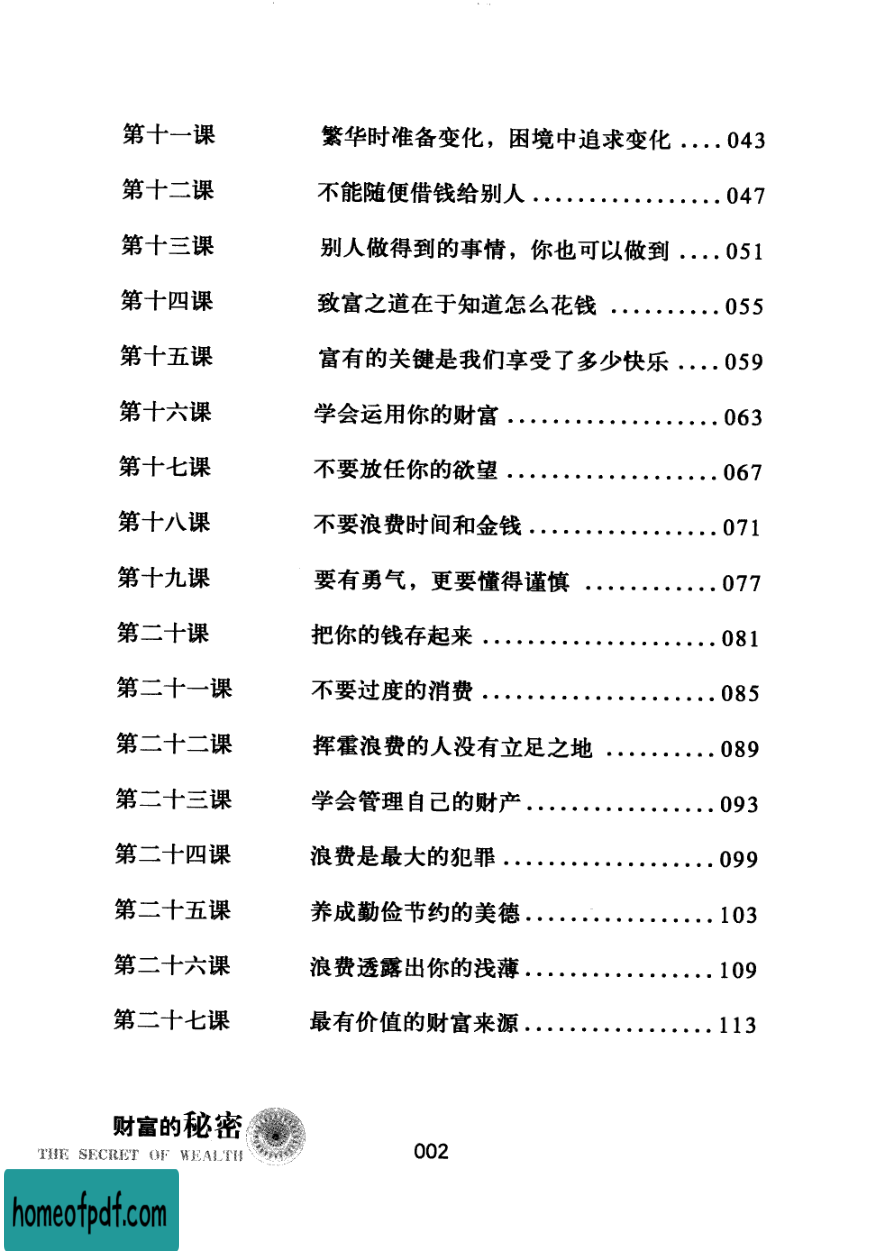 第十一课 繁华时准备变化，困境中追求变化 ....043
第十二课 不能随便借钱给别人 .................047
第十三课 别人做得到的事情，你也可以做到 ....051
第十四课 致富之道在于知道怎么花钱 ..........055
第十五课 富有的关键是我们享受了多少快乐 ....059
第十六课 学会运用你的财富 ...................063
第十七课 不要放任你的欲望 ...................067
第十八课 不要浪费时间和金钱 .................071
第十九课 要有勇气，更要懂得谨慎 ............077
第二十课 把你的钱存起来 .....................081
第二十一课 不要过度的消费 .....................085
第二十二课 挥霍浪费的人没有立足之地 ..........089
第二十三课 学会管理自己的财产.................093
第二十四课 浪费是最大的犯罪 ...................099
第二十五课 养成勤俭节约的美德.................103
第二十六课 浪费透露出你的浅薄.................109
第二十七课 最有价值的财富来源.................113
财富的秘密
THE SECRET OF WEALTH
002
homeofpdf.com